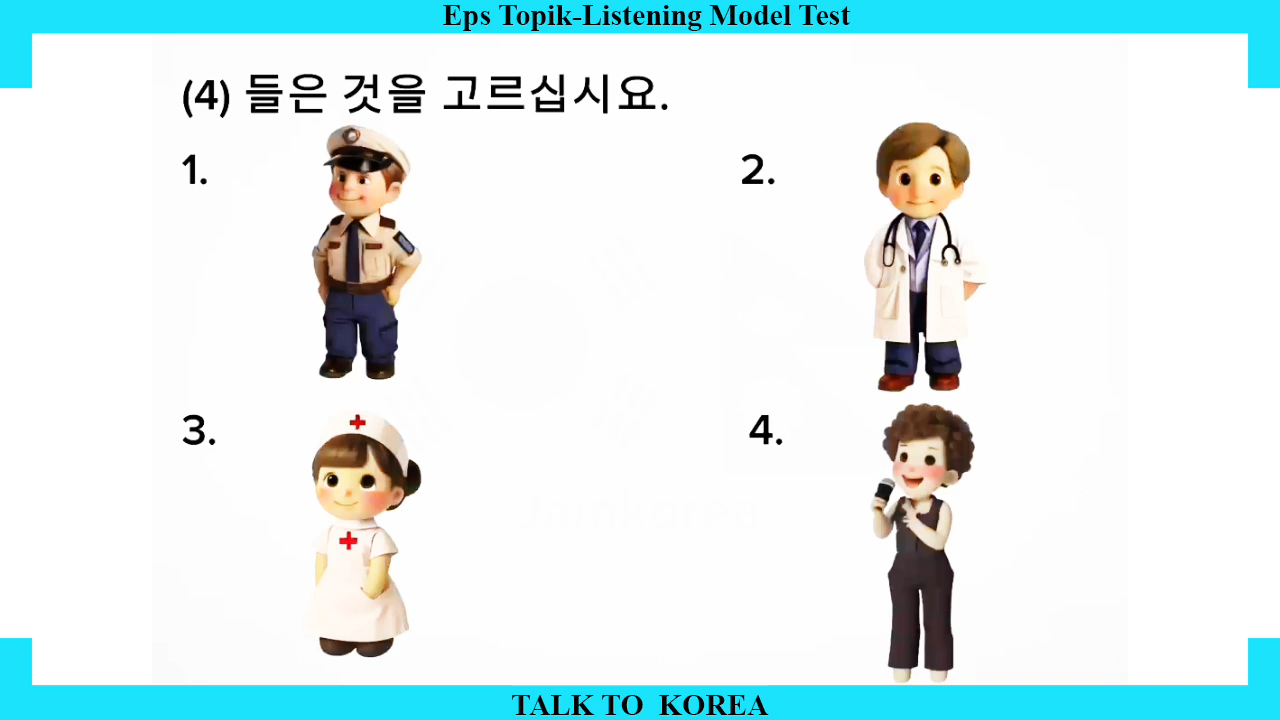 Eps Topik-Listening Model Test
(4) 들은 것을 고르십시요.
1.
2.
3.
4.
TALK TO KOREA